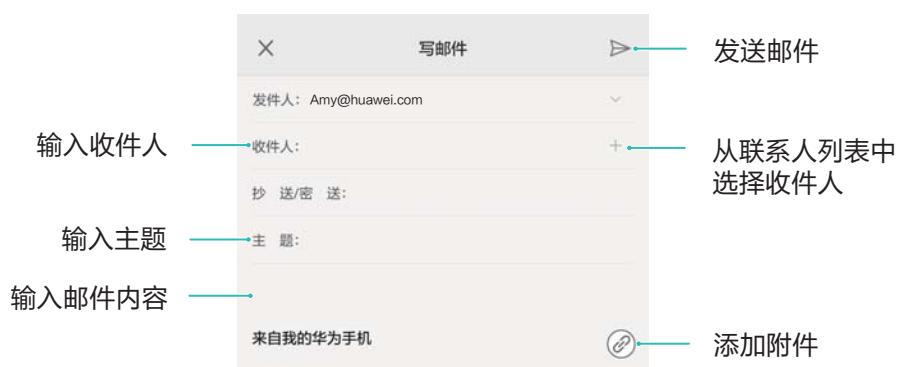 写邮件
发送邮件
发件人：Amy@huawei.com
输入收件人
收件人：
从联系人列表中
选择收件人
抄 送/密 送：
输入主题
主 题：
输入邮件内容
来自我的华为手机
添加附件